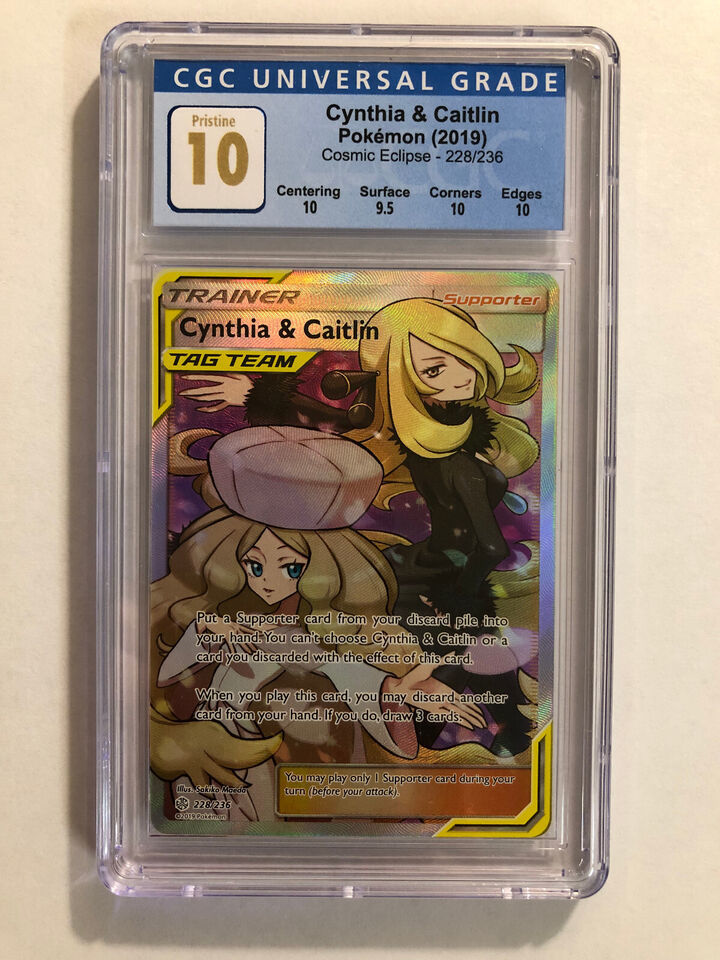 CGC UNIVERSAL GRADE
Pristine
10
Cynthia & Caitlin
Pokémon (2019)
Cosmic Eclipse - 228/236
Centering Surface Corners Edges
10 9.5 10 10
TRAINER Supporter
Cynthia & Caitlin
TAG TEAM
Put a Supporter card from your discard pile into
your hand. You can't choose Cynthia & Caitlin or a
card you discarded with the effect of this card.
When you play this card, you may discard another
card from your hand. If you do, draw 3 cards.
You may play only 1 Supporter card during your
turn (before your attack).
Illus. Sakiko Maeda
228/236
©2019 Pokémon